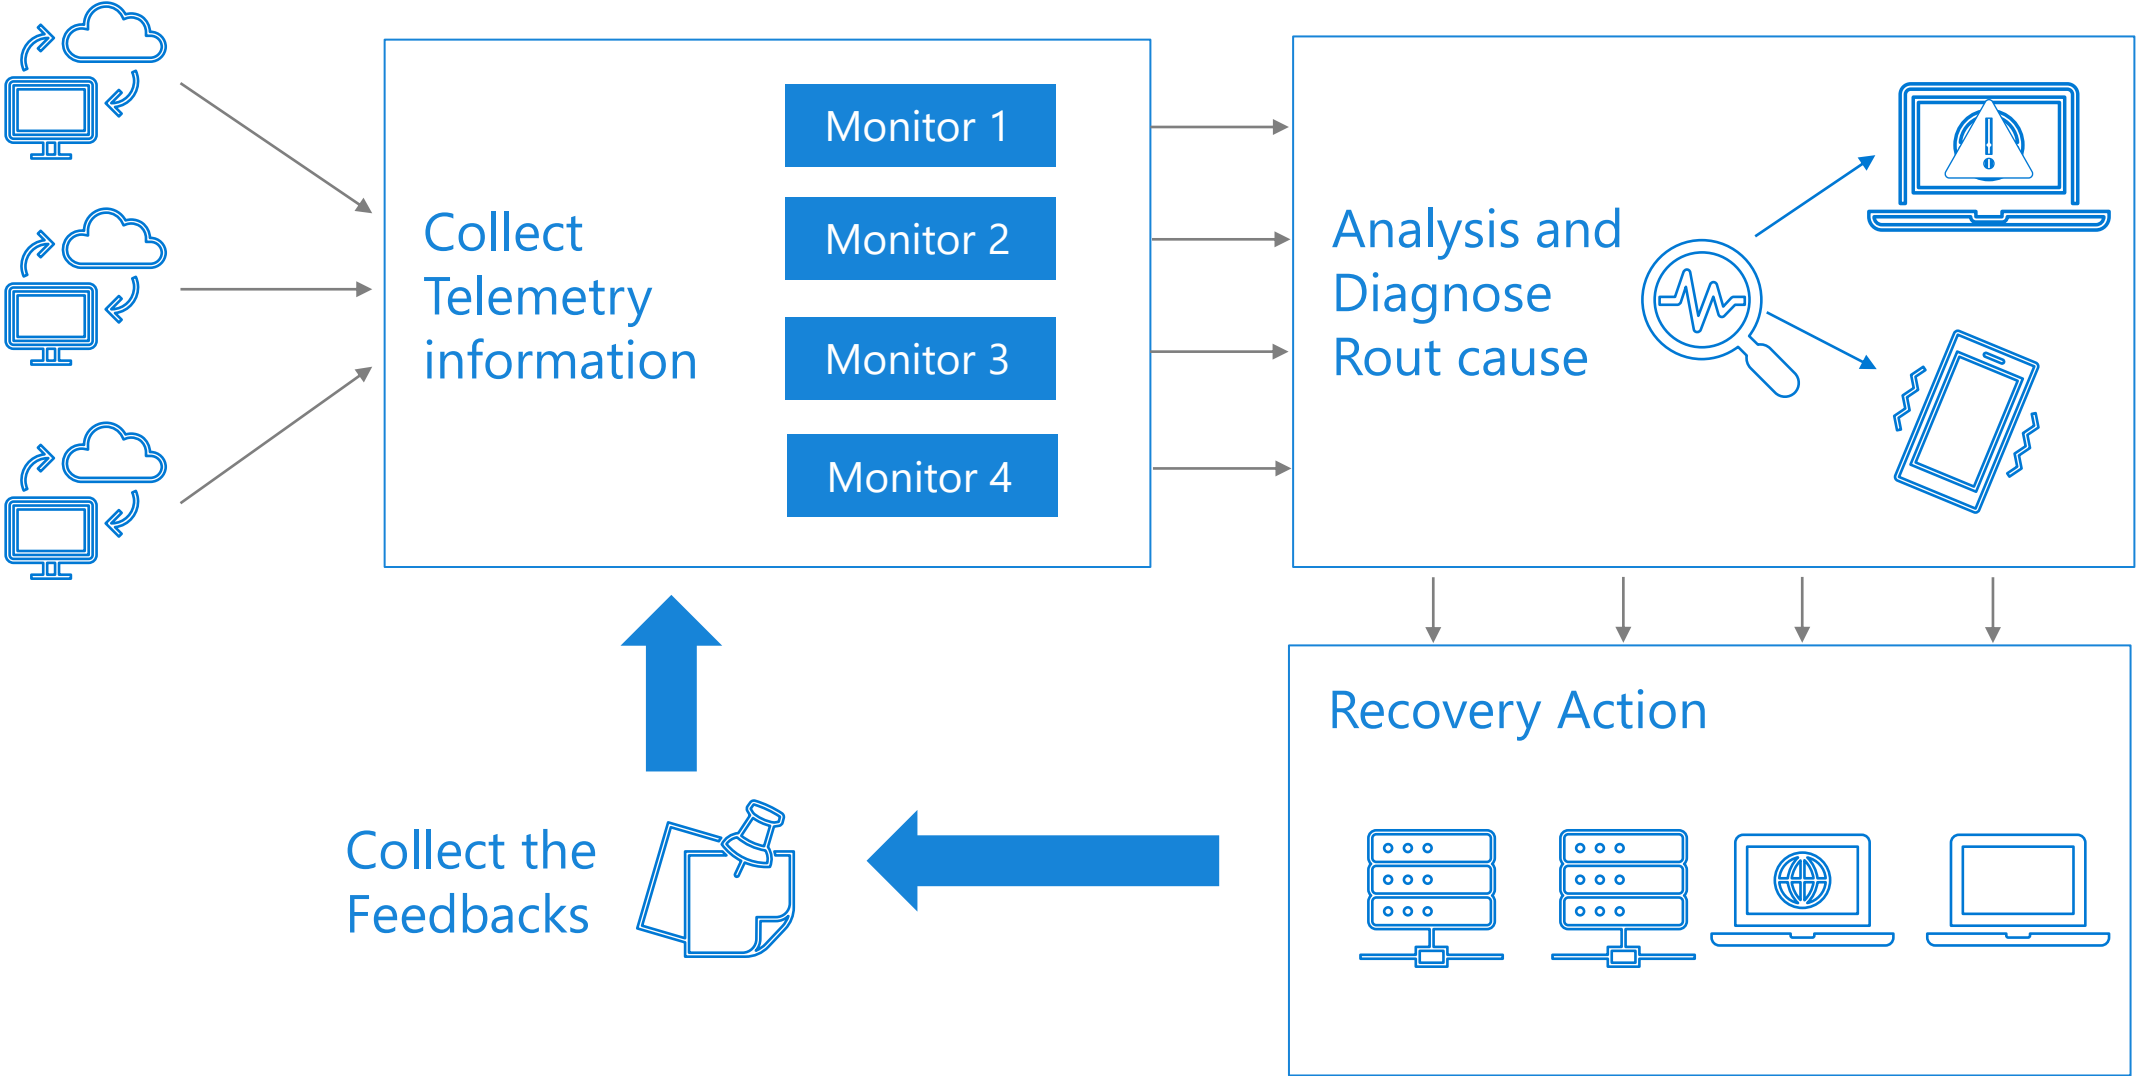 Collect
Telemetry
information
Monitor 1
Monitor 2
Monitor 3
Monitor 4
Analysis and
Diagnose
Rout cause
Recovery Action
Collect the
Feedbacks